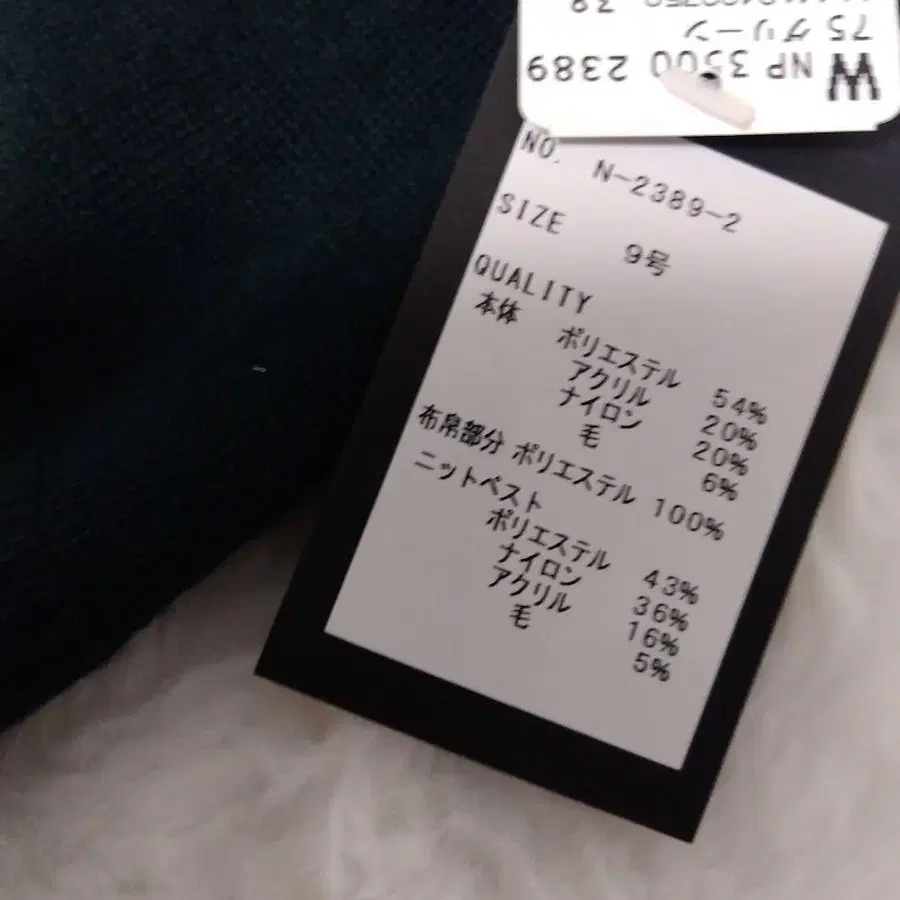 W NP 3500 2389
75 グリーン
38
NO. N-2389-2
SIZE 9号
QUALITY
本体 ポリエステル 54%
アクリル 20%
ナイロン 20%
毛 6%
布帛部分 ポリエステル 100%
ニットベスト
ポリエステル 43%
ナイロン 36%
アクリル 16%
毛 5%